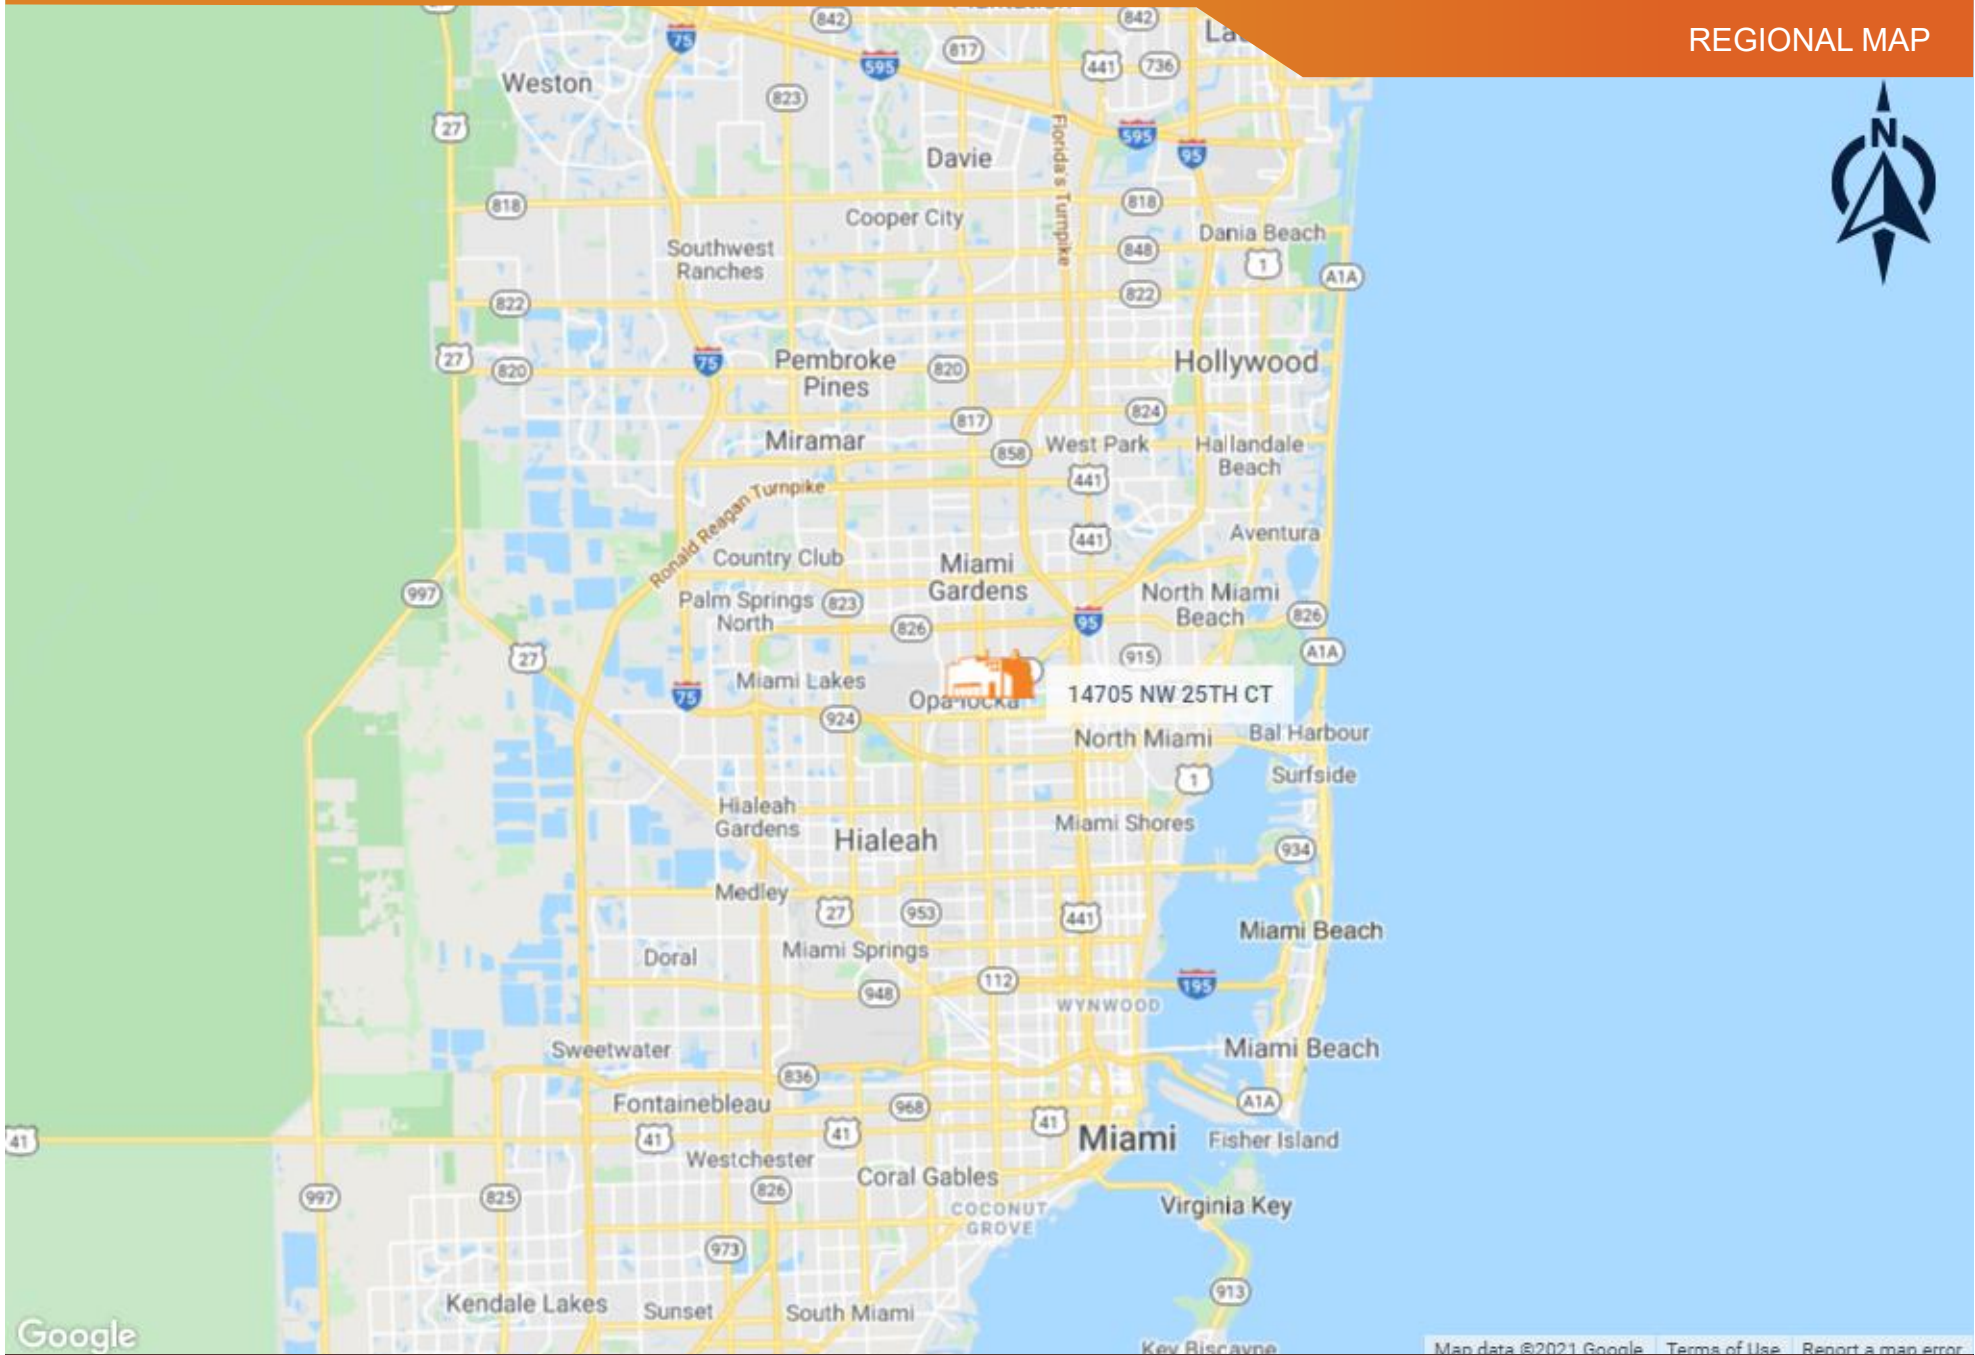 REGIONAL MAP
N
842
842
75
595
817
441
736
Weston
823
27
Florida's Turnpike
595
95
Davie
818
818
Cooper City
Dania Beach
Southwest
Ranches
848
1
A1A
822
822
27
820
75
Pembroke
Pines
820
Hollywood
824
817
Miramar
858
West Park
Hallandale
Beach
441
Ronald Reagan Turnpike
441
Aventura
Country Club
Miami
Gardens
997
Palm Springs
North
823
826
95
North Miami
Beach
826
27
915
A1A
75
Miami Lakes
Opa-locka
14705 NW 25TH CT
924
North Miami
Bal Harbour
1
Surfside
Hialeah
Gardens
Hialeah
Miami Shores
934
Medley
27
953
441
Miami Beach
Doral
Miami Springs
948
112
195
WYNWOOD
Sweetwater
Miami Beach
836
Fontainebleau
968
A1A
41
41
41
41
Miami
Fisher Island
Westchester
Coral Gables
997
825
826
Virginia Key
COCONUT
GROVE
973
913
Kendale Lakes
Sunset
South Miami
Key Biscayne
Google
Map data ©2021 Google
Terms of Use
Report a map error